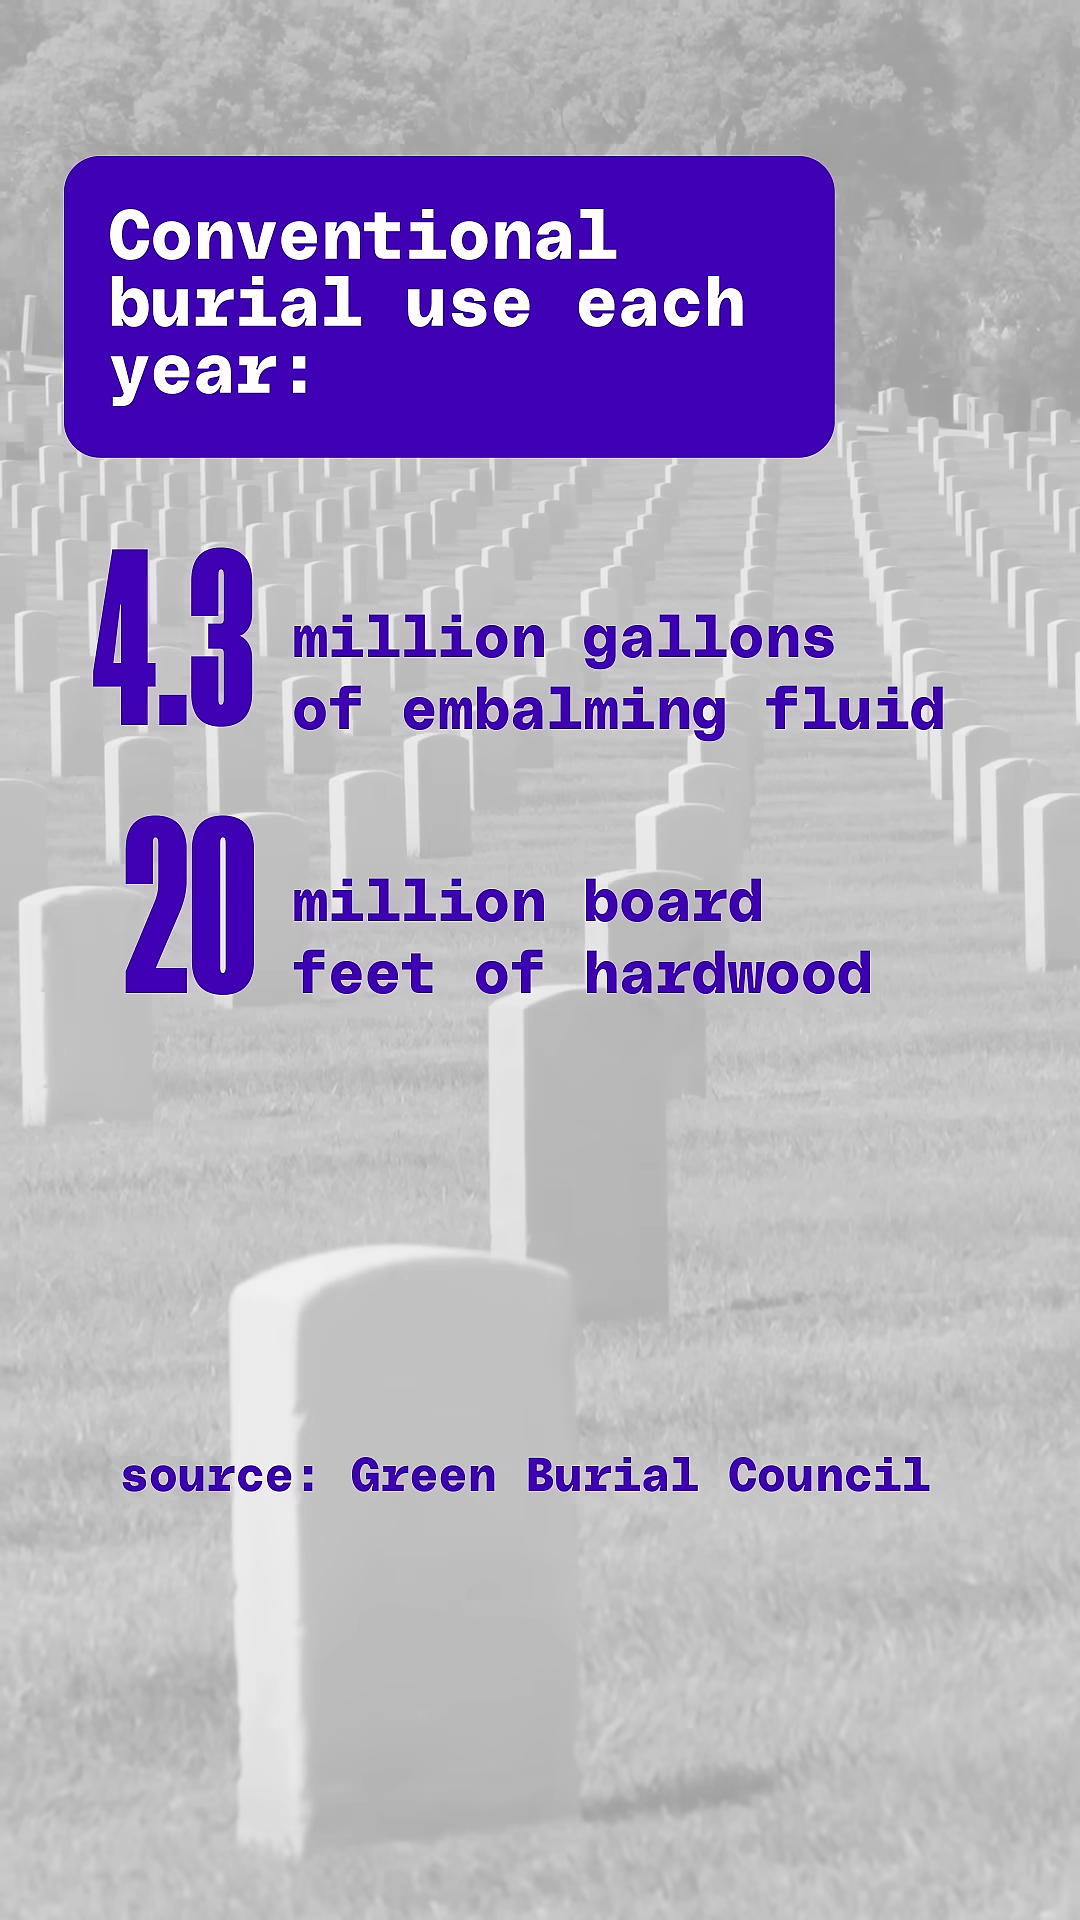 Conventional
burial use each
year:
4.3 million gallons
of embalming fluid
20 million board
feet of hardwood
source: Green Burial Council